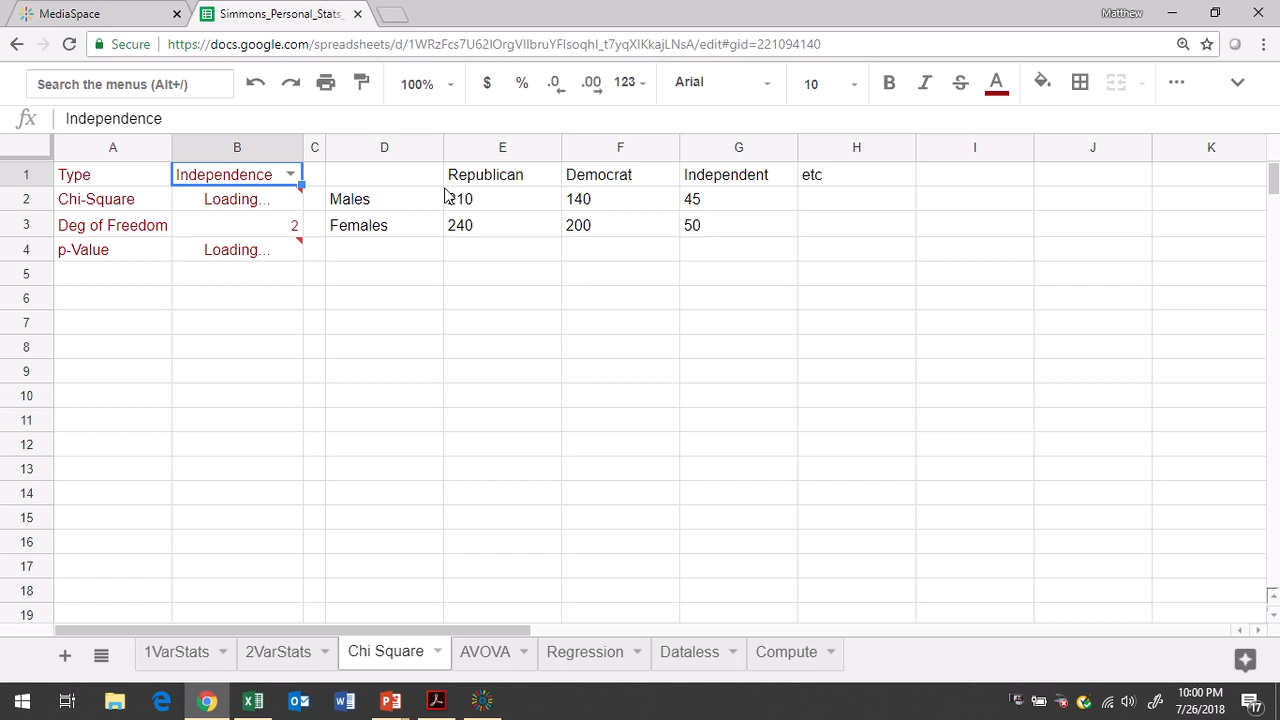 MediaSpace
Simmons_Personal_Stats_
Matthew
Secure https://docs.google.com/spreadsheets/d/1WRzFcs7U62IOrgVIIbruYFIsoqhI_t7yqXIKkajLNsA/edit#gid=221094140
Search the menus (Alt+/)
100%
$ % .0 .00 123
Arial
10
B I S A
fx Independence
A B C D E F G H I J K
1 Type Independence Republican Democrat Independent etc
2 Chi-Square Loading... Males 140 45
3 Deg of Freedom 2 Females 240 200 50
4 p-Value Loading...
5
6
7
8
9
10
11
12
13
14
15
16
17
18
19
1VarStats 2VarStats Chi Square AVOVA Regression Dataless Compute
10:00 PM
7/26/2018
17